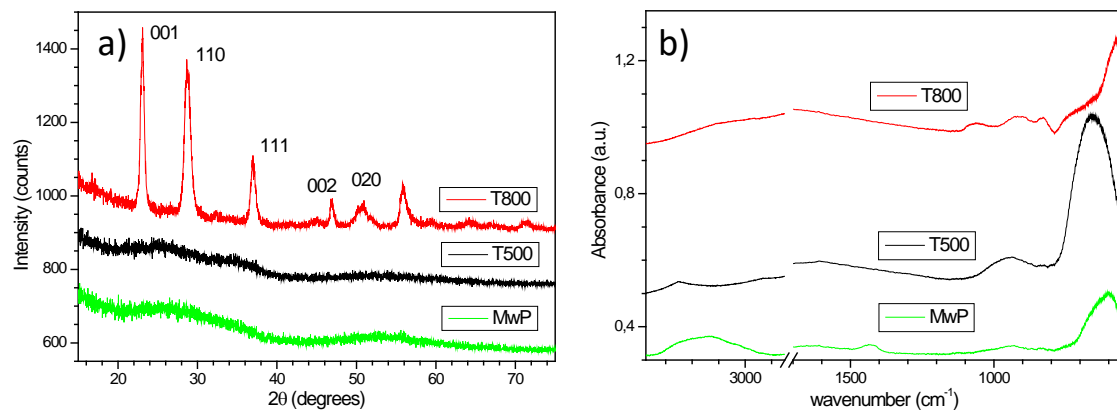 a)
001
110
111
002
020
T800
T500
MwP
1400
1200
1000
800
600
Intensity (counts)
20 30 40 50 60 70
2θ (degrees)
b)
T800
T500
MwP
1,2
0,8
0,4
Absorbance (a.u.)
3000 1500 1000
wavenumber (cm⁻¹)